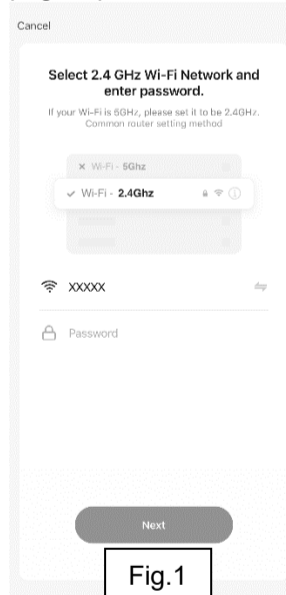 Cancel
Select 2.4 GHz Wi-Fi Network and
enter password.
If your Wi-Fi is 5GHz, please set it to be 2.4GHz.
Common router setting method
× Wi-Fi - 5Ghz
✓ Wi-Fi - 2.4Ghz
XXXXX
Password
Next
Fig.1